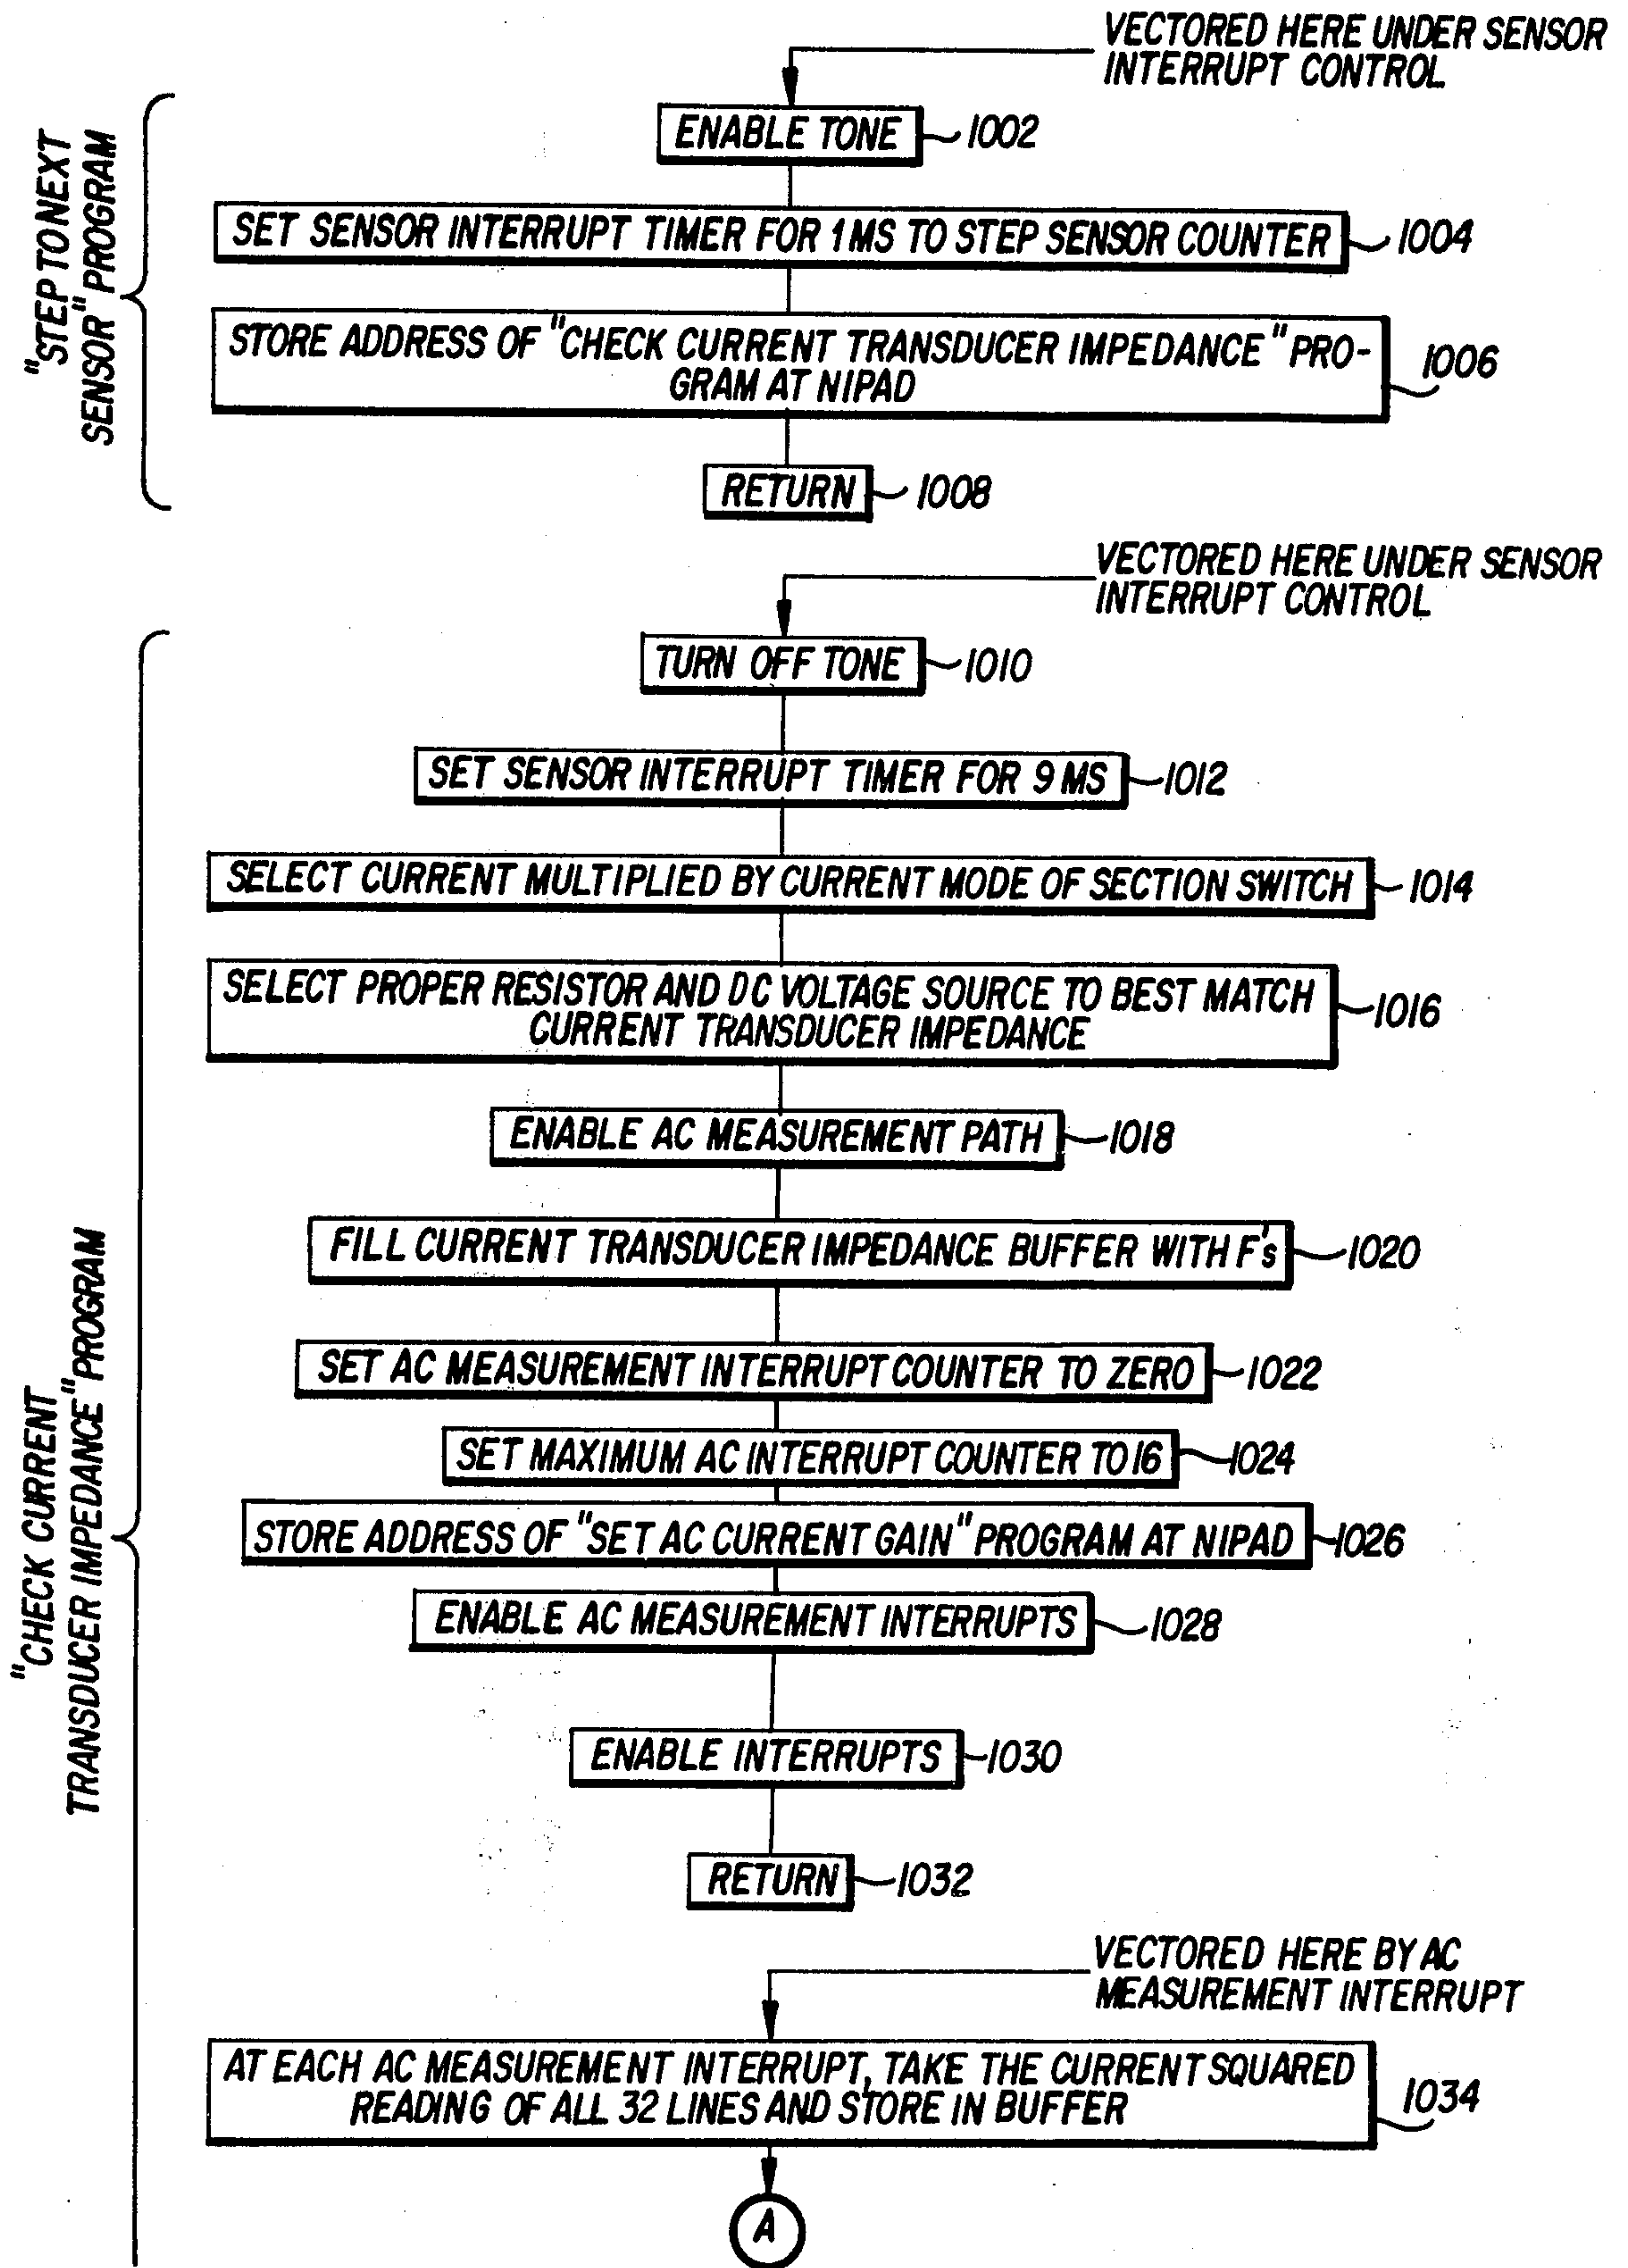 VECTORED HERE UNDER SENSOR
INTERRUPT CONTROL
"STEP TO NEXT
SENSOR" PROGRAM
ENABLE TONE 1002
SET SENSOR INTERRUPT TIMER FOR 1 MS TO STEP SENSOR COUNTER 1004
STORE ADDRESS OF "CHECK CURRENT TRANSDUCER IMPEDANCE" PRO-
GRAM AT NIPAD
1006
RETURN 1008
VECTORED HERE UNDER SENSOR
INTERRUPT CONTROL
"CHECK CURRENT
TRANSDUCER IMPEDANCE" PROGRAM
TURN OFF TONE 1010
SET SENSOR INTERRUPT TIMER FOR 9 MS 1012
SELECT CURRENT MULTIPLIED BY CURRENT MODE OF SECTION SWITCH 1014
SELECT PROPER RESISTOR AND DC VOLTAGE SOURCE TO BEST MATCH
CURRENT TRANSDUCER IMPEDANCE
1016
ENABLE AC MEASUREMENT PATH 1018
FILL CURRENT TRANSDUCER IMPEDANCE BUFFER WITH F's 1020
SET AC MEASUREMENT INTERRUPT COUNTER TO ZERO 1022
SET MAXIMUM AC INTERRUPT COUNTER TO 16 1024
STORE ADDRESS OF "SET AC CURRENT GAIN" PROGRAM AT NIPAD 1026
ENABLE AC MEASUREMENT INTERRUPTS 1028
ENABLE INTERRUPTS 1030
RETURN 1032
VECTORED HERE BY AC
MEASUREMENT INTERRUPT
AT EACH AC MEASUREMENT INTERRUPT, TAKE THE CURRENT SQUARED
READING OF ALL 32 LINES AND STORE IN BUFFER
1034
A